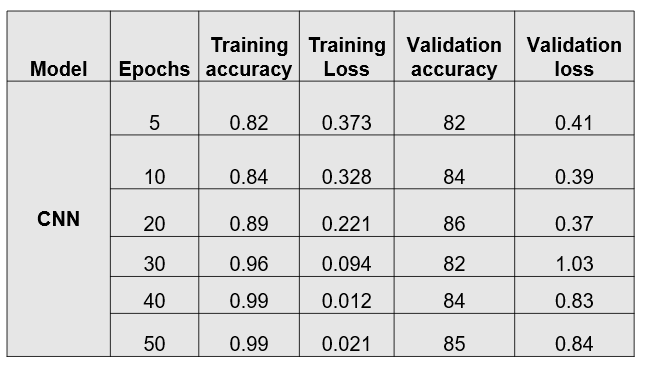 Model Epochs Training accuracy Training Loss Validation accuracy Validation loss
CNN
5 0.82 0.373 82 0.41
10 0.84 0.328 84 0.39
20 0.89 0.221 86 0.37
30 0.96 0.094 82 1.03
40 0.99 0.012 84 0.83
50 0.99 0.021 85 0.84